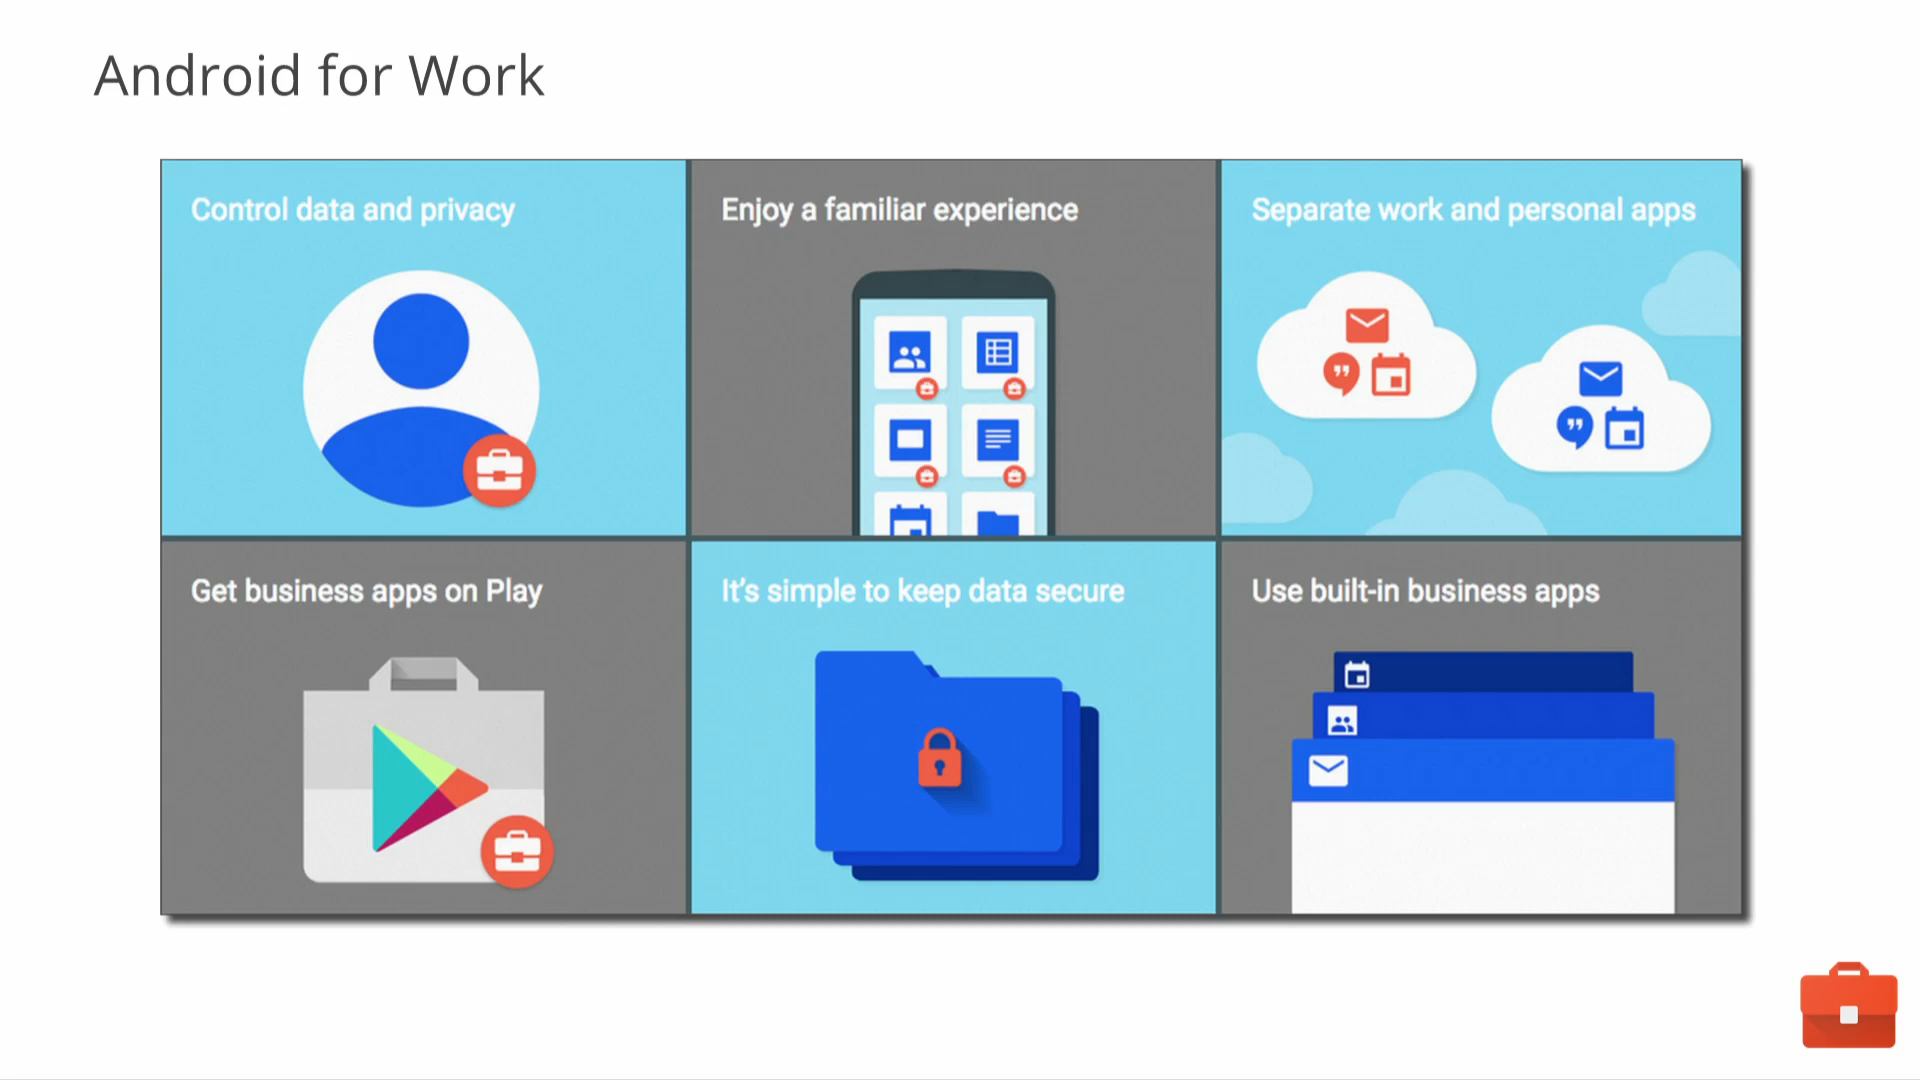 Android for Work
Control data and privacy
Enjoy a familiar experience
Separate work and personal apps
Get business apps on Play
It's simple to keep data secure
Use built-in business apps